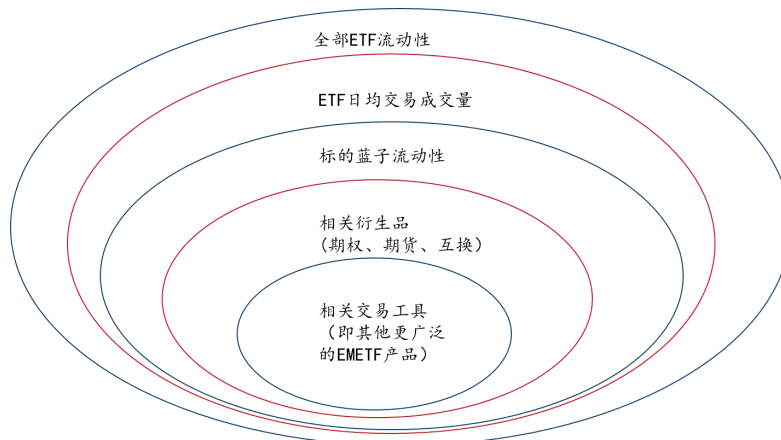 全部ETF流动性
ETF日均交易成交量
标的蓝子流动性
相关衍生品
(期权、期货、互换)
相关交易工具
（即其他更广泛
的EMETF产品）